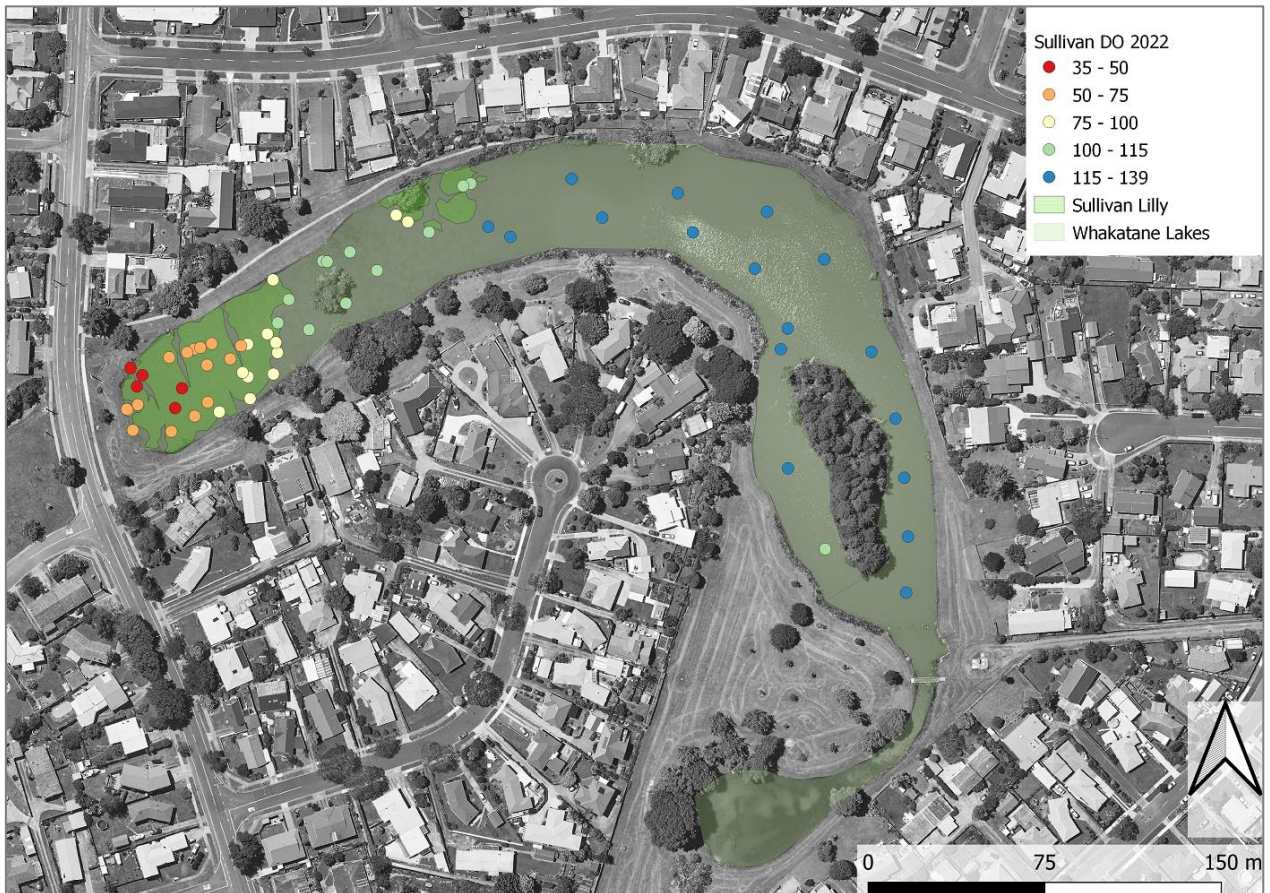 Sullivan DO 2022
35 - 50
50 - 75
75 - 100
100 - 115
115 - 139
Sullivan Lilly
Whakatane Lakes
0 75 150 m